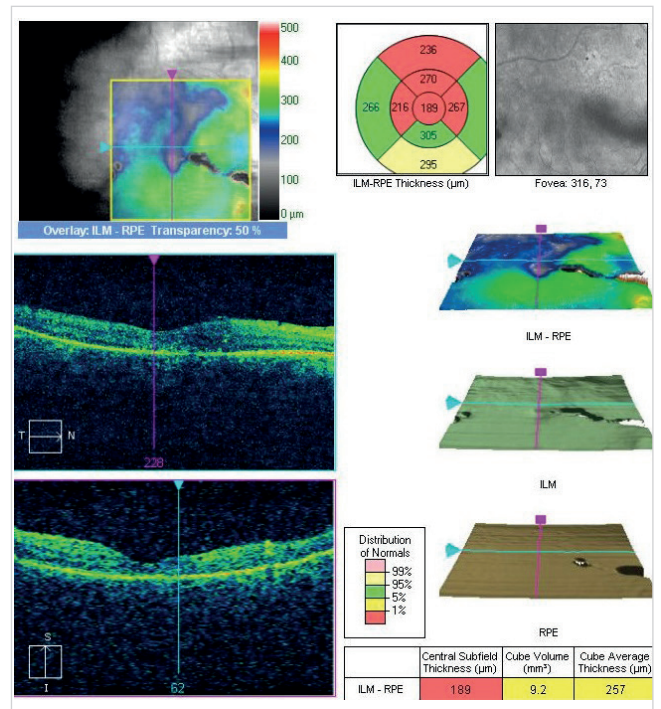 500
400
300
200
100
0 µm
Overlay: ILM - RPE Transparency: 50 %
236
270
266
216
189
267
305
295
ILM-RPE Thickness (µm)
Fovea: 316, 73
ILM - RPE
T
N
228
ILM
S
I
62
Distribution
of Normals
99%
95%
5%
1%
RPE
Central Subfield Thickness (µm)
Cube Volume (mm³)
Cube Average Thickness (µm)
ILM - RPE
189
9.2
257